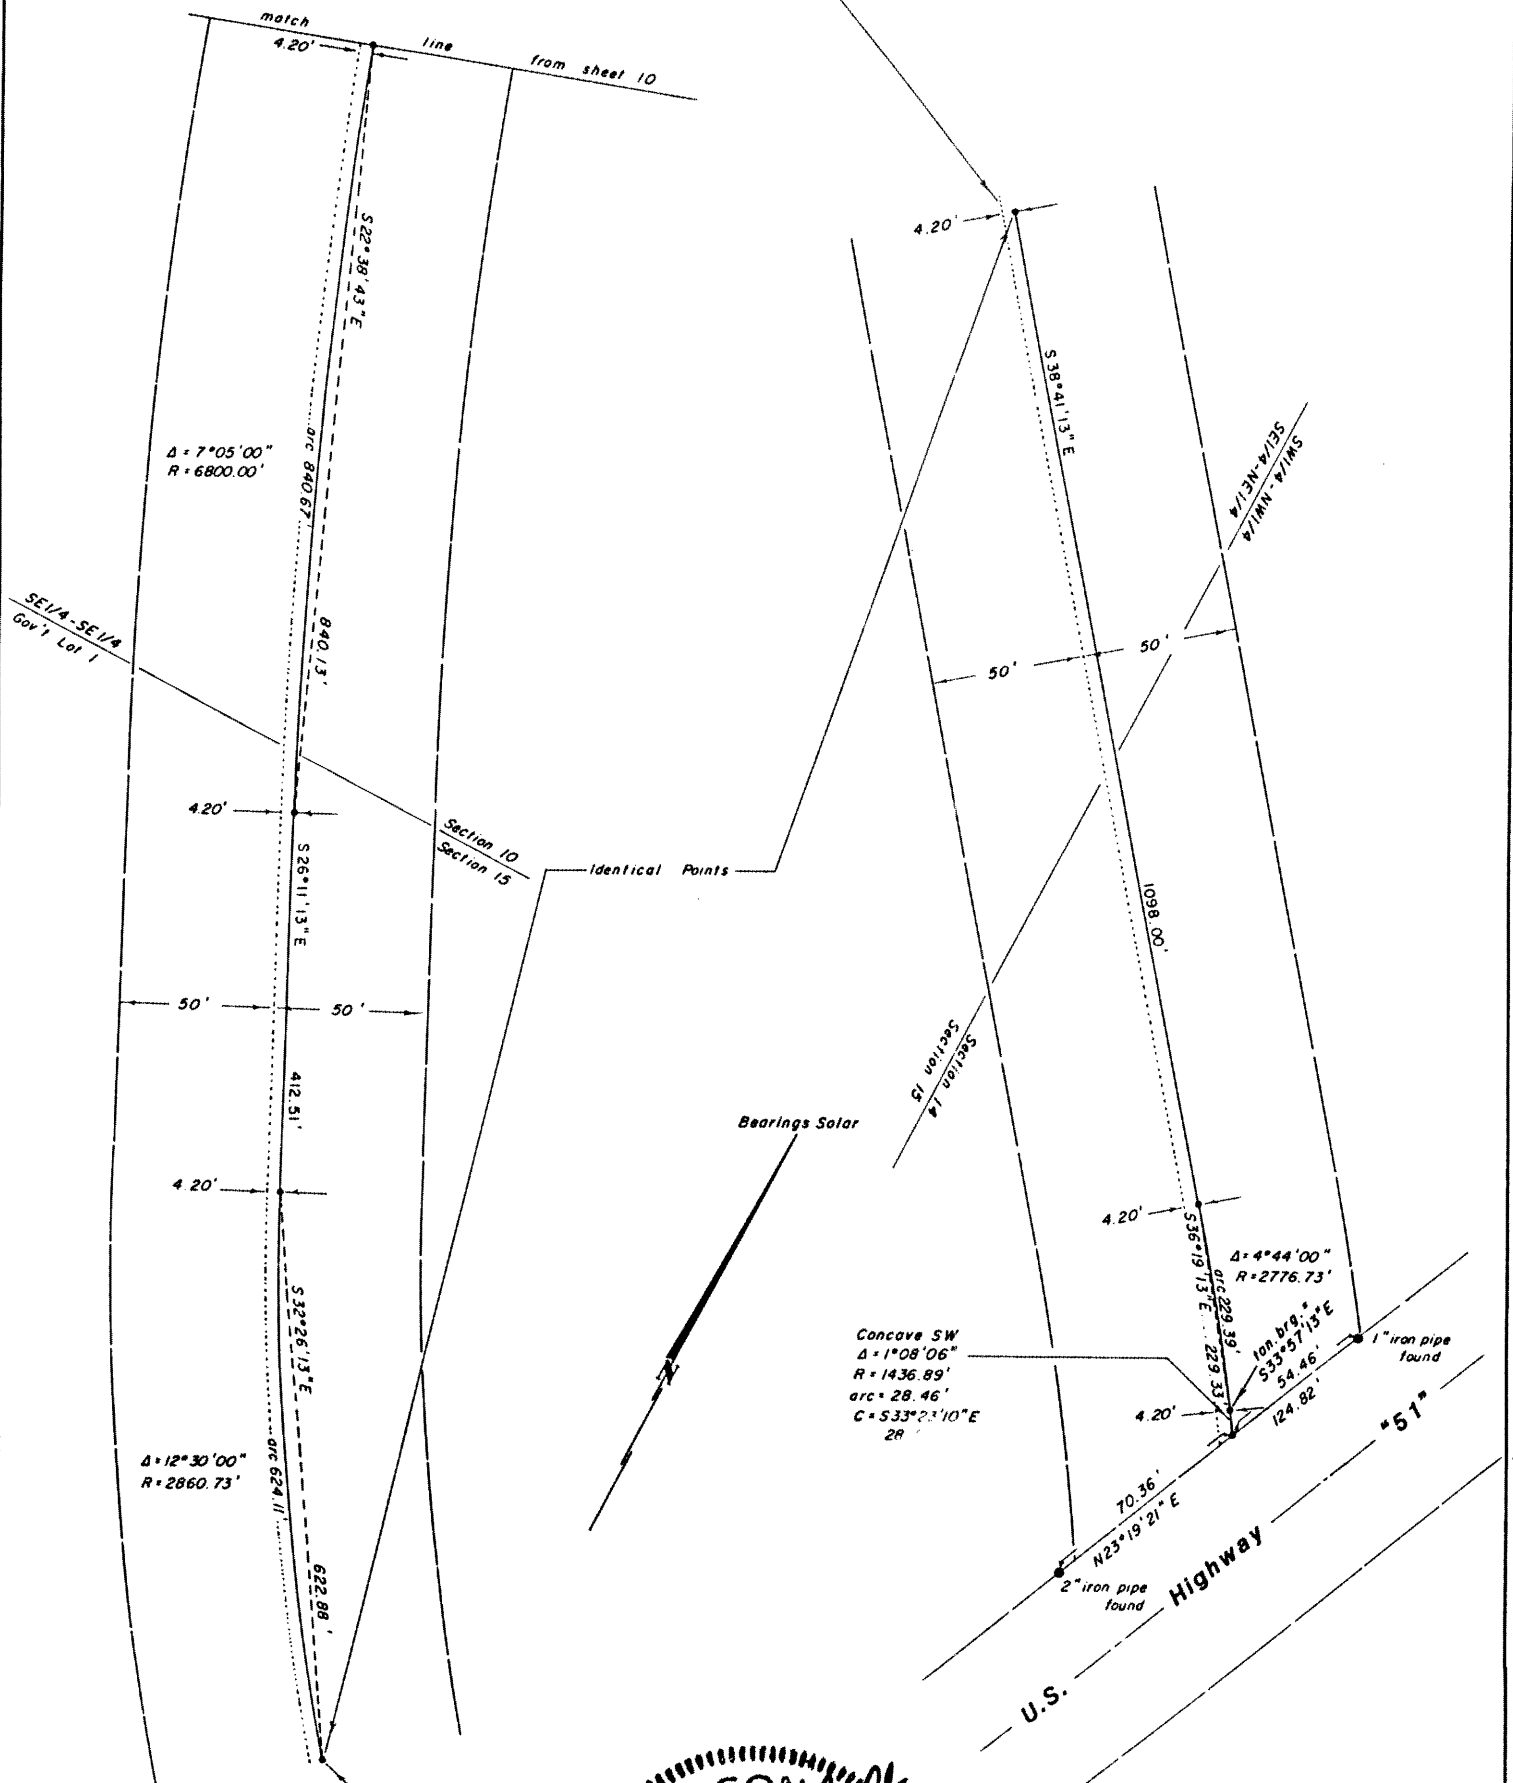 match
line
from sheet 10
4.20'
S22°38'43"E
Δ = 7°05'00"
R = 6800.00'
arc 840.67'
840.13'
SE1/4-SE1/4
Gov't Lot 1
4.20'
Section 10
Section 15
S26°11'13"E
50'
50'
412.51'
4.20'
S32°26'13"E
Δ = 12°30'00"
R = 2860.73'
arc 624.11'
622.88'
Identical Points
Bearings Solar
N
4.20'
S38°41'13"E
SW1/4-NW1/4
SE1/4-NE1/4
50'
50'
1098.00'
Section 14
Section 15
4.20'
S36°19'13"E
229.33'
arc 229.39'
Δ = 4°44'00"
R = 2776.73'
tan. brg. =
S33°57'13"E
54.46'
124.82'
1" iron pipe
found
Concave SW
Δ = 1°08'06"
R = 1436.89'
arc = 28.46'
C = S33°23'10"E
28
4.20'
70.36'
N23°19'21"E
2" iron pipe
found
U.S. Highway "51"